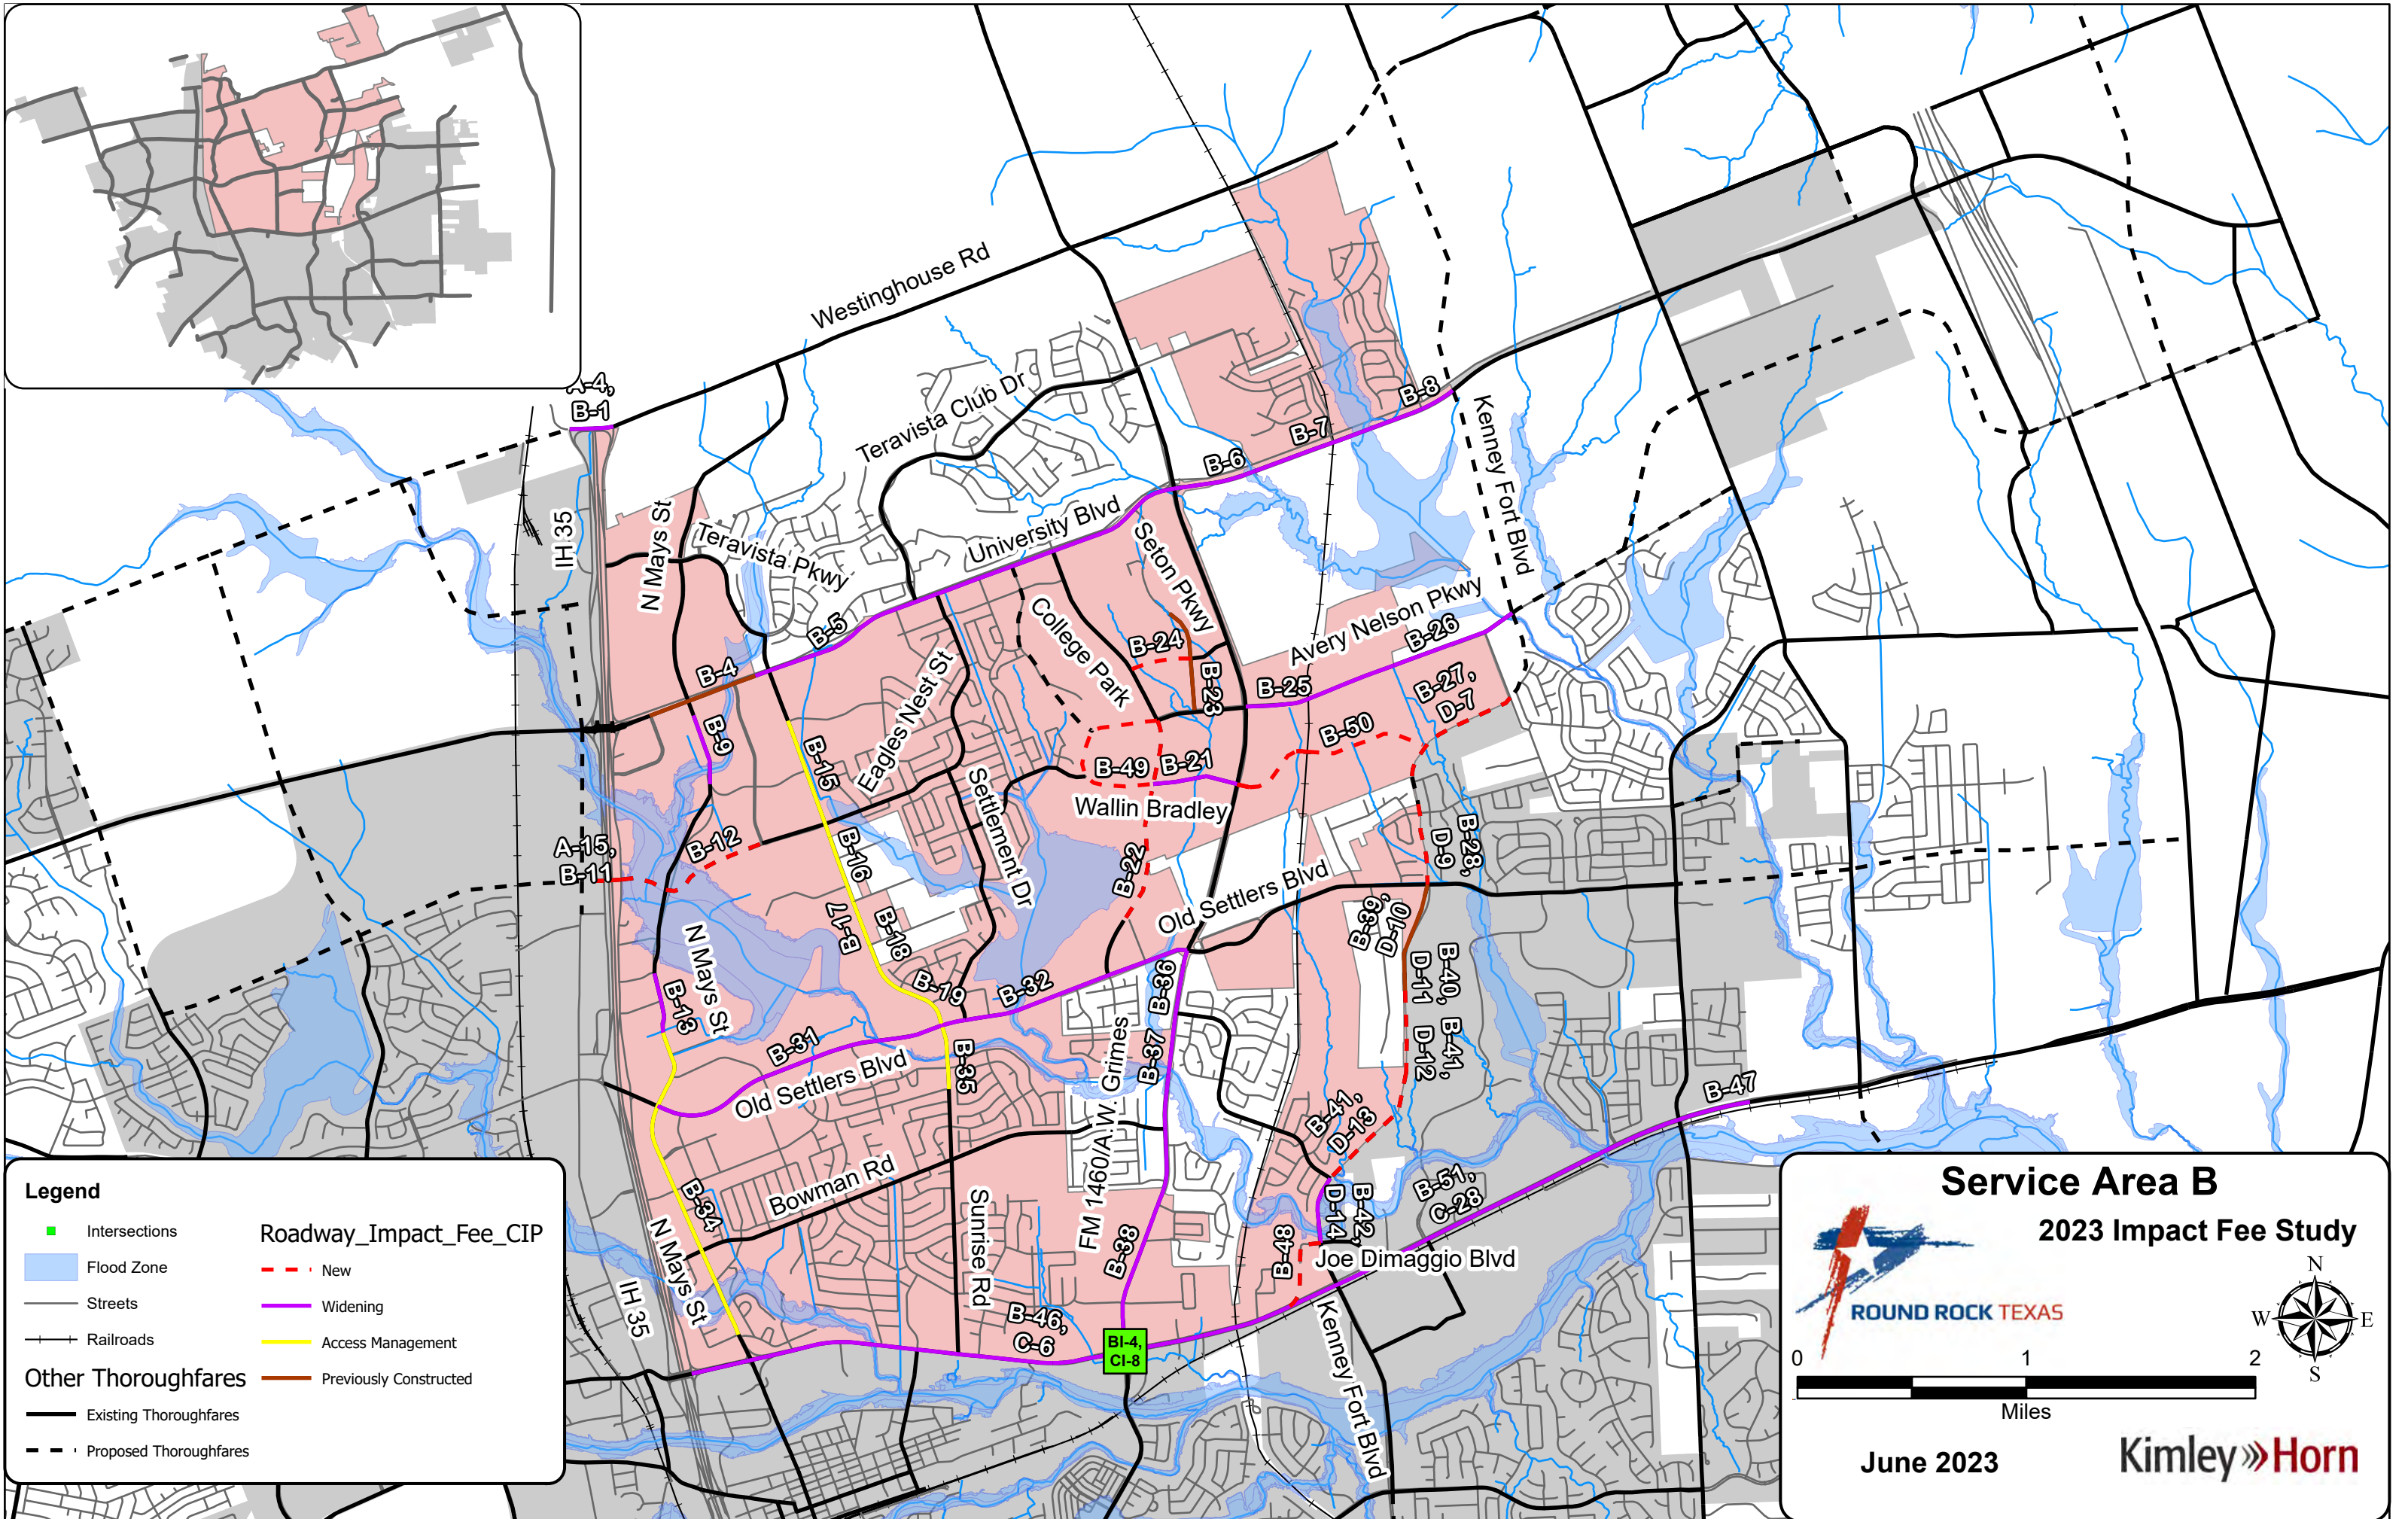 A-4,
B-1
Westinghouse Rd
Teravista Club Dr
B-8
B-7
B-6
Kenney Fort Blvd
IH 35
N Mays St
Teravista Pkwy
University Blvd
Seton Pkwy
B-5
College Park
B-24
Avery Nelson Pkwy
B-26
B-4
Eagles Nest St
B-23
B-25
B-27,
D-7
B-9
B-15
B-50
B-49
B-21
Settlement Dr
Wallin Bradley
A-15,
B-11
B-12
B-16
B-22
D-9
B-28,
B-17
B-18
Old Settlers Blvd
B-39,
D-10
N Mays St
B-13
B-19
B-32
B-36
D-11
B-40,
B-31
Old Settlers Blvd
B-35
FM 1460/A.W. Grimes
B-37
D-12
B-41,
B-47
B-41,
D-13
Bowman Rd
B-34
N Mays St
Sunrise Rd
B-38
B-48
D-14
B-42,
B-51,
C-28
Joe Dimaggio Blvd
IH 35
B-46,
C-6
BI-4,
CI-8
Kenney Fort Blvd
Legend
Intersections
Flood Zone
Streets
Railroads
Other Thoroughfares
Existing Thoroughfares
Proposed Thoroughfares
Roadway_Impact_Fee_CIP
New
Widening
Access Management
Previously Constructed
Service Area B
2023 Impact Fee Study
ROUND ROCK TEXAS
N
W E
S
0 1 2
Miles
June 2023
Kimley»Horn